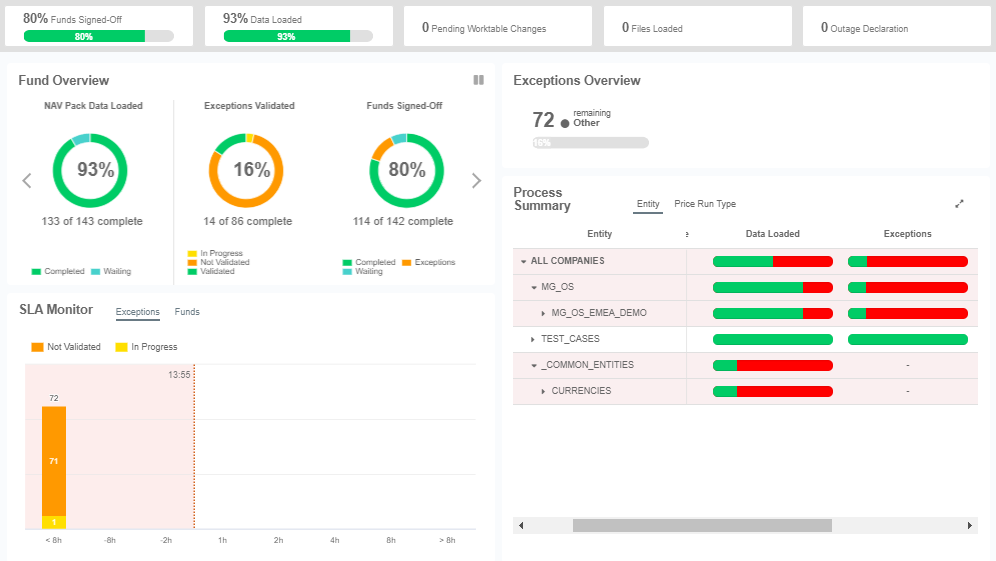 80% Funds Signed-Off
80%
93% Data Loaded
93%
0 Pending Worktable Changes
0 Files Loaded
0 Outage Declaration
Fund Overview
NAV Pack Data Loaded
93%
133 of 143 complete
Completed Waiting
Exceptions Validated
16%
14 of 86 complete
In Progress
Not Validated
Validated
Funds Signed-Off
80%
114 of 142 complete
Completed Exceptions
Waiting
Exceptions Overview
72 remaining
Other
16%
Process
Summary
Entity Price Run Type
Entity e Data Loaded Exceptions
ALL COMPANIES
MG_OS
MG_OS_EMEA_DEMO
TEST_CASES
_COMMON_ENTITIES -
CURRENCIES -
SLA Monitor Exceptions Funds
Not Validated In Progress
13:55
72
71
1
< 8h -8h -2h 1h 2h 4h 8h > 8h